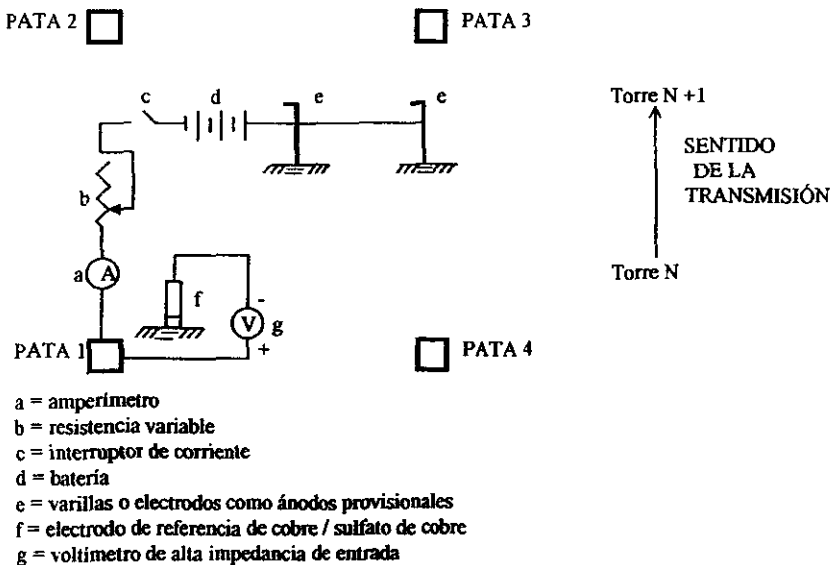 PATA 2
PATA 3
c
d
e
e
Torre N +1
SENTIDO
DE LA
TRANSMISIÓN
b
a
A
f
-
V
g
+
Torre N
PATA 1
PATA 4
a = amperímetro
b = resistencia variable
c = interruptor de corriente
d = batería
e = varillas o electrodos como ánodos provisionales
f = electrodo de referencia de cobre / sulfato de cobre
g = voltimetro de alta impedancia de entrada